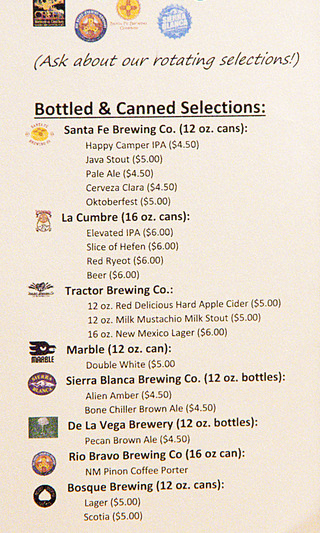 (Ask about our rotating selections!)
Bottled & Canned Selections:
Santa Fe Brewing Co. (12 oz. cans):
Happy Camper IPA ($4.50)
Java Stout ($5.00)
Pale Ale ($4.50)
Cerveza Clara ($4.50)
Oktoberfest ($5.00)
La Cumbre (16 oz. cans):
Elevated IPA ($6.00)
Slice of Hefen ($6.00)
Red Ryeot ($6.00)
Beer ($6.00)
Tractor Brewing Co.:
12 oz. Red Delicious Hard Apple Cider ($5.00)
12 oz. Milk Mustachio Milk Stout ($5.00)
16 oz. New Mexico Lager ($6.00)
MARBLE
Marble (12 oz. can):
Double White ($5.00
Sierra Blanca Brewing Co. (12 oz. bottles):
Alien Amber ($4.50)
Bone Chiller Brown Ale ($4.50)
De La Vega Brewery (12 oz. bottles):
Pecan Brown Ale ($4.50)
Rio Bravo Brewing Co (16 oz can):
NM Pinon Coffee Porter
Bosque Brewing (12 oz. cans):
Lager ($5.00)
Scotia ($5.00)